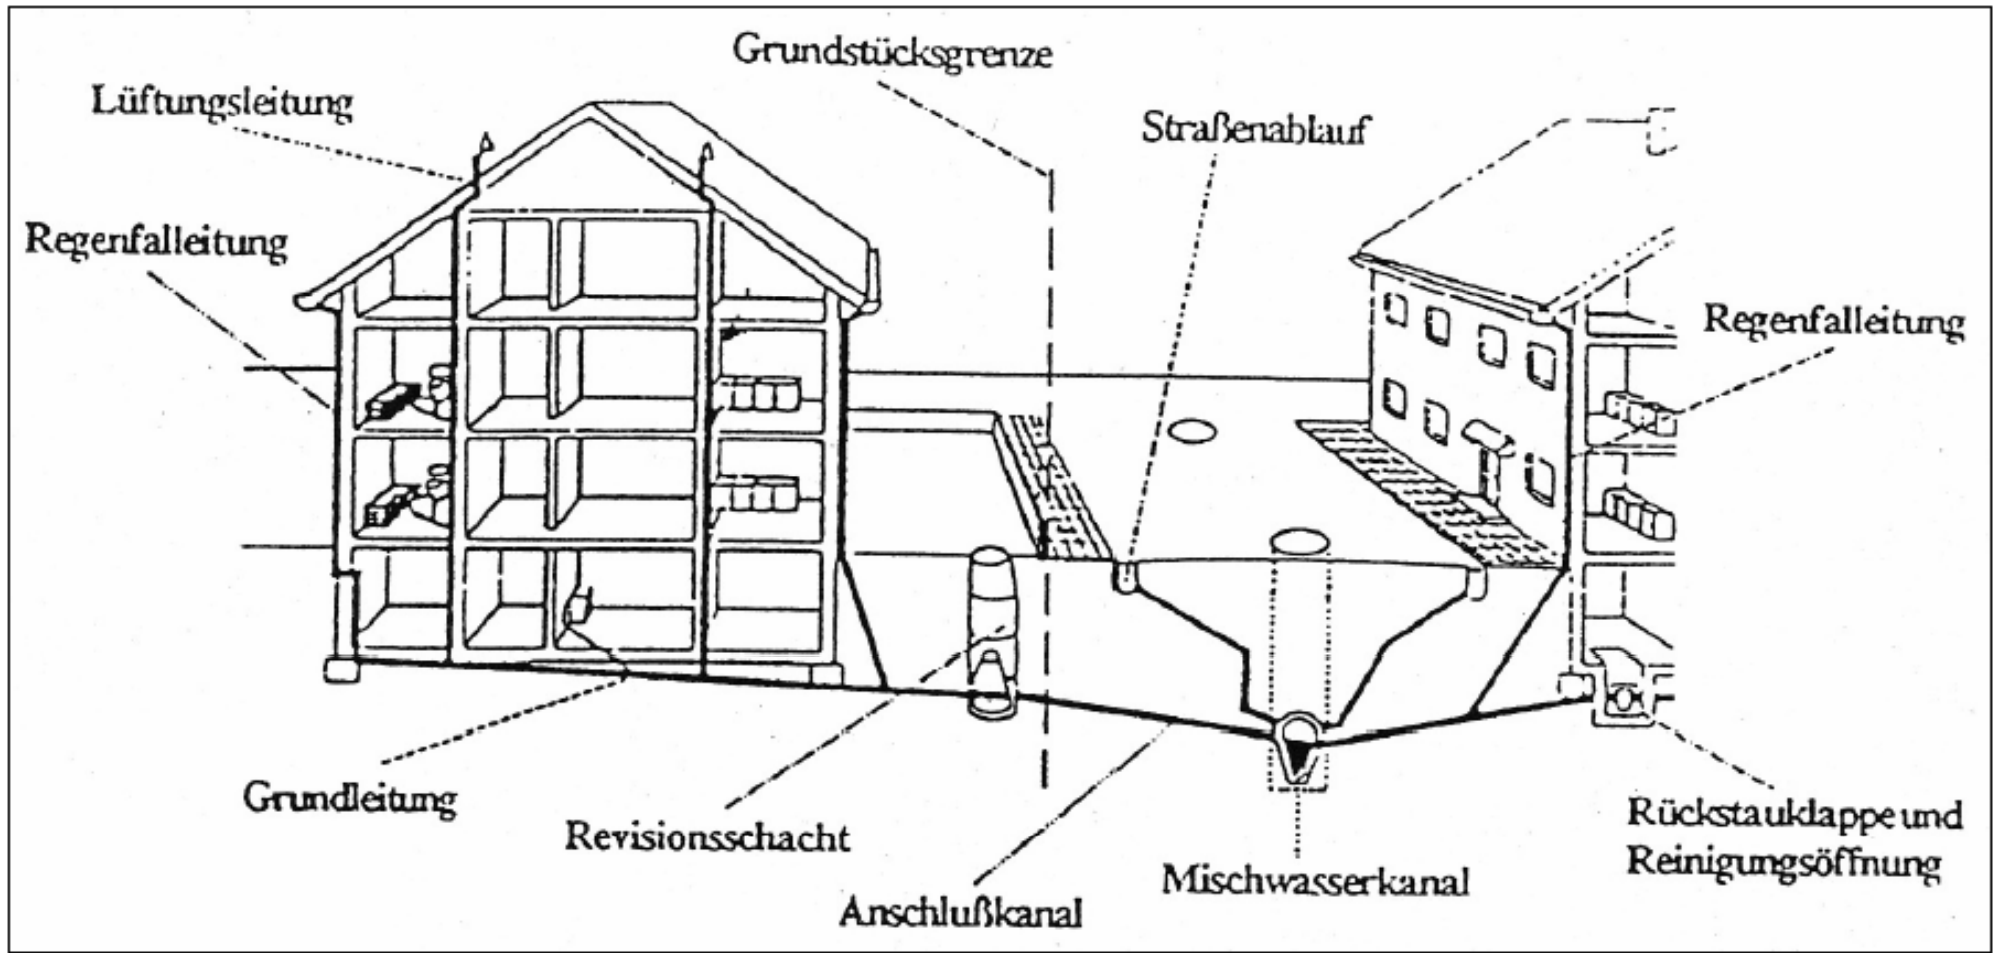 Grundstücksgrenze
Lüftungsleitung
Straßenablauf
Regenfalleitung
Regenfalleitung
Grundleitung
Revisionsschacht
Anschlußkanal
Mischwasserkanal
Rückstauklappe und
Reinigungsöffnung